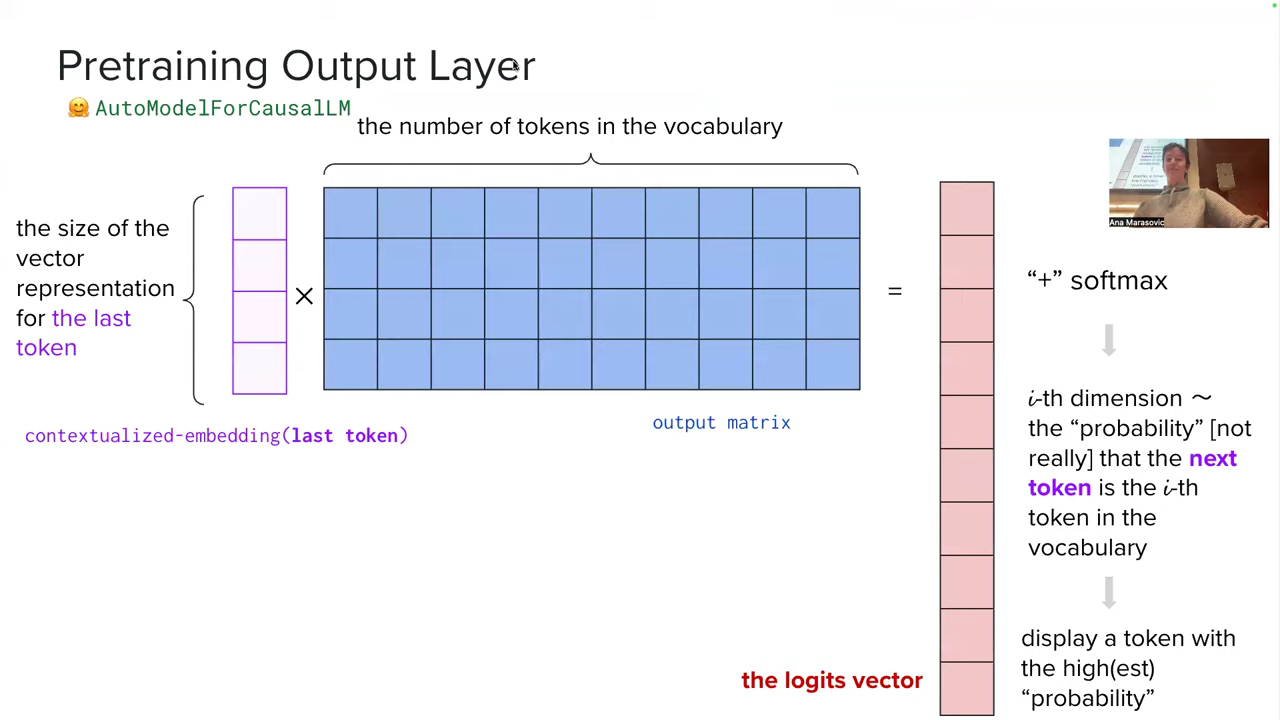 Pretraining Output Layer
🤗 AutoModelForCausalLM
the number of tokens in the vocabulary
the size of the
vector
representation
for the last
token
×
=
contextualized-embedding(last token)
output matrix
the logits vector
Ana Marasovic
“+” softmax
i-th dimension ~
the “probability” [not
really] that the next
token is the i-th
token in the
vocabulary
display a token with
the high(est)
“probability”